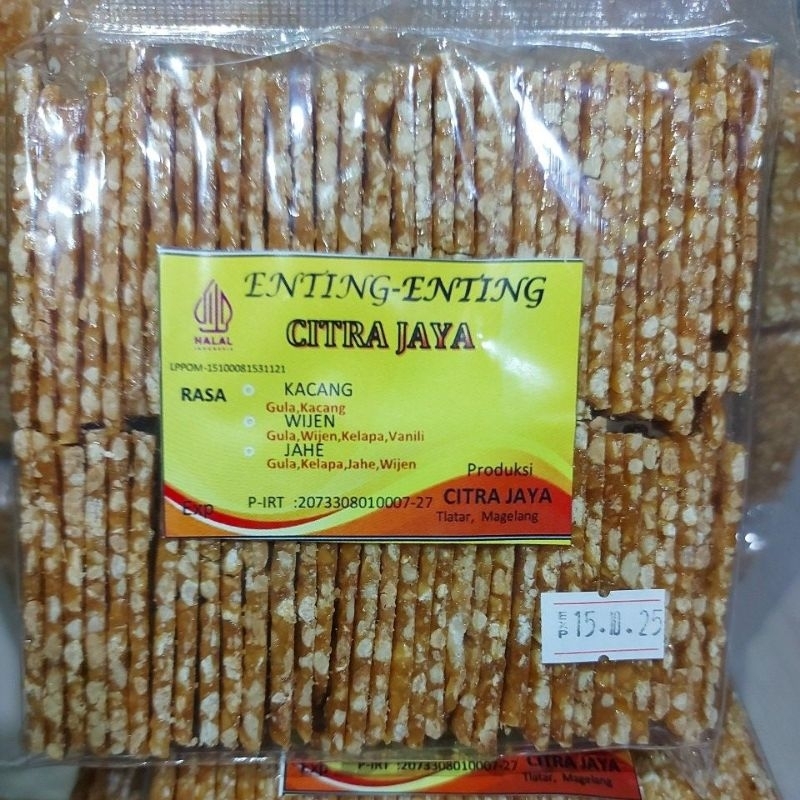 ENTING-ENTING
CITRA JAYA
HALAL
INDONESIA
LPPOM-15100081531121
RASA
KACANG
Gula,Kacang
WIJEN
Gula,Wijen,Kelapa,Vanili
JAHE
Gula,Kelapa,Jahe,Wijen
Produksi
CITRA JAYA
Tlatar, Magelang
Exp
P-IRT :2073308010007-27
EXP 15.10.25
Exp
P-IRT :2073308010007-27
CITRA JAYA
Tlatar, Magelang